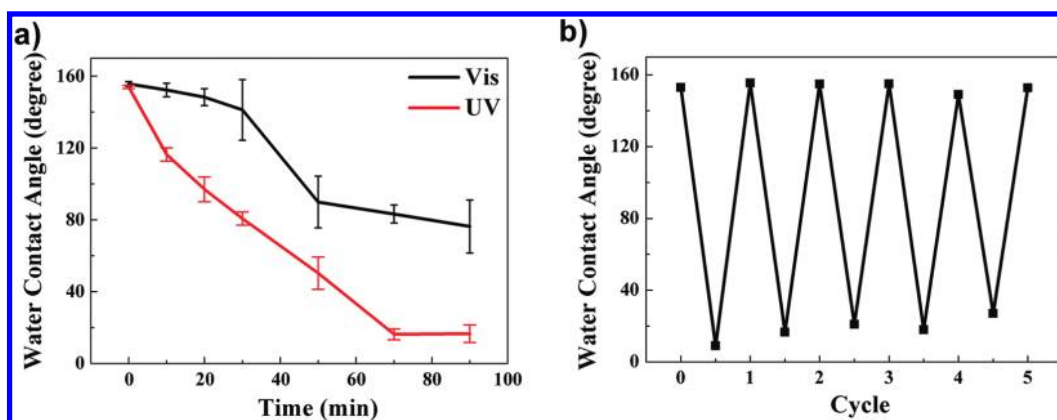 a)
Water Contact Angle (degree)
160
120
80
40
0
Vis
UV
0 20 40 60 80 100
Time (min)
b)
Water Contact Angle (degree)
160
120
80
40
0
0 1 2 3 4 5
Cycle